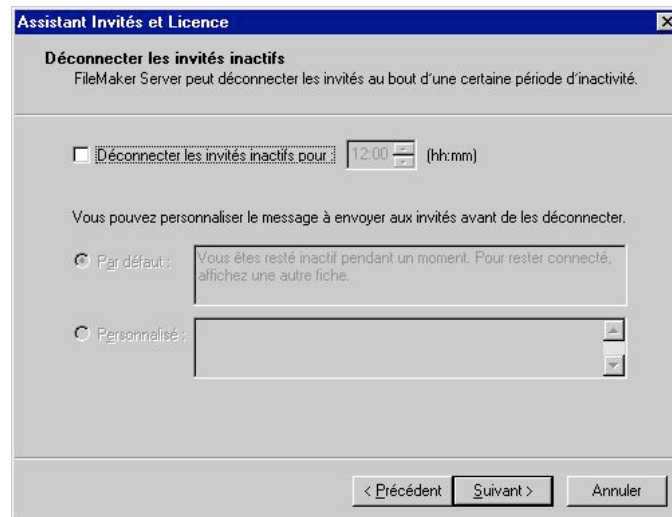 Assistant Invités et Licence
Déconnecter les invités inactifs
FileMaker Server peut déconnecter les invités au bout d'une certaine période d'inactivité.
Déconnecter les invités inactifs pour : 12:00 (hh:mm)
Vous pouvez personnaliser le message à envoyer aux invités avant de les déconnecter.
Par défaut : Vous êtes resté inactif pendant un moment. Pour rester connecté,
affichez une autre fiche.
Personnalisé :
< Précédent Suivant > Annuler